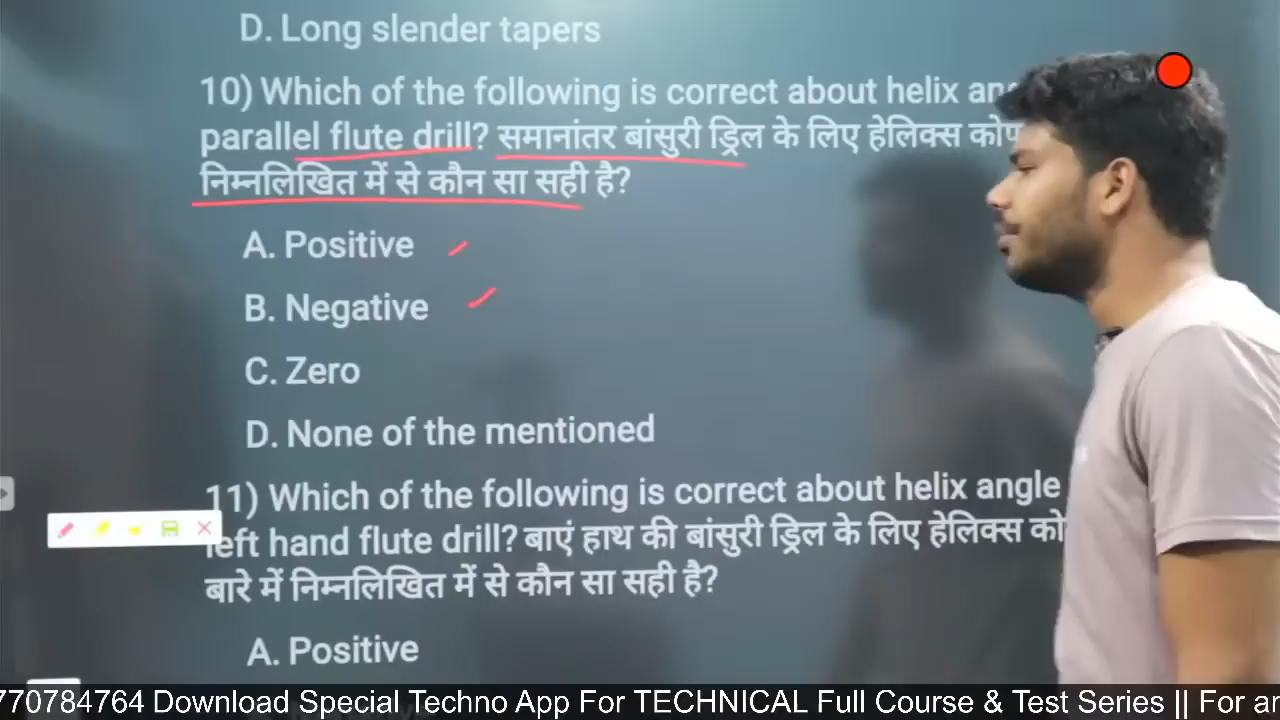 D. Long slender tapers
10) Which of the following is correct about helix
parallel flute drill? समानांतर बांसुरी ड्रिल के लिए हेलिक्स
निम्नलिखित में से कौन सा सही है?
A. Positive
B. Negative
C. Zero
D. None of the mentioned
11) Which of the following is correct about helix angle
left hand flute drill? बाएं हाथ की बांसुरी ड्रिल के लिए हेलिक्स
बारे में निम्नलिखित में से कौन सा सही है?
A. Positive
770784764 Download Special Techno App For TECHNICAL Full Course & Test Series || For